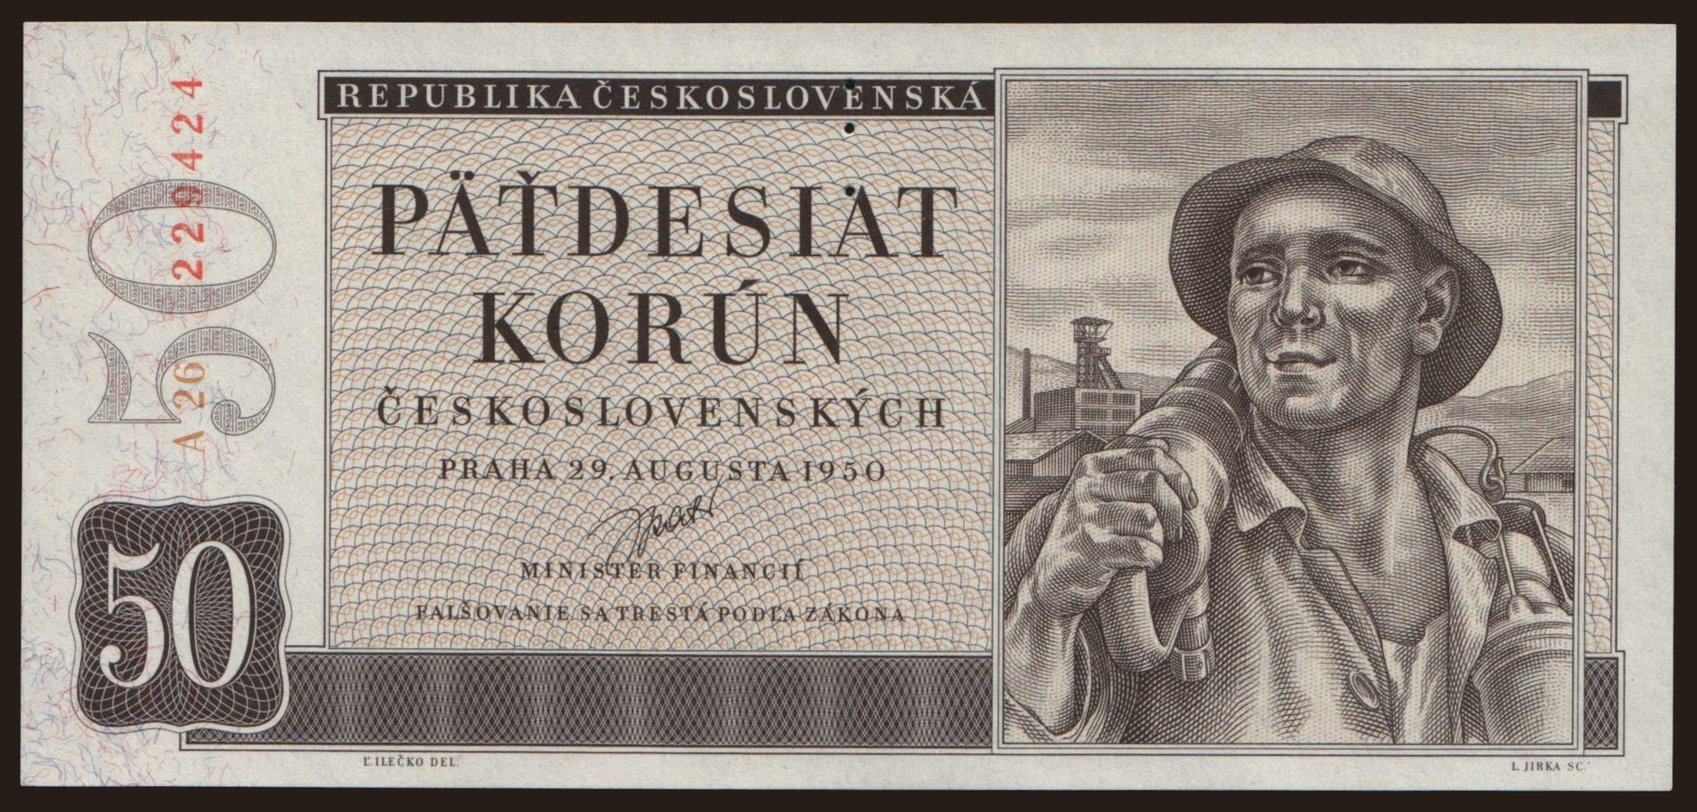 REPUBLIKA ČESKOSLOVENSKÁ
PÄŤDESIAT
KORÚN
ČESKOSLOVENSKÝCH
PRAHA 29. AUGUSTA 1950
MINISTER FINANCIÍ
FALŠOVANIE SA TRESTÁ PODĽA ZÁKONA
50
A 26 229424
50
Ľ. ILEČKO DEL.
L. JIRKA SC.